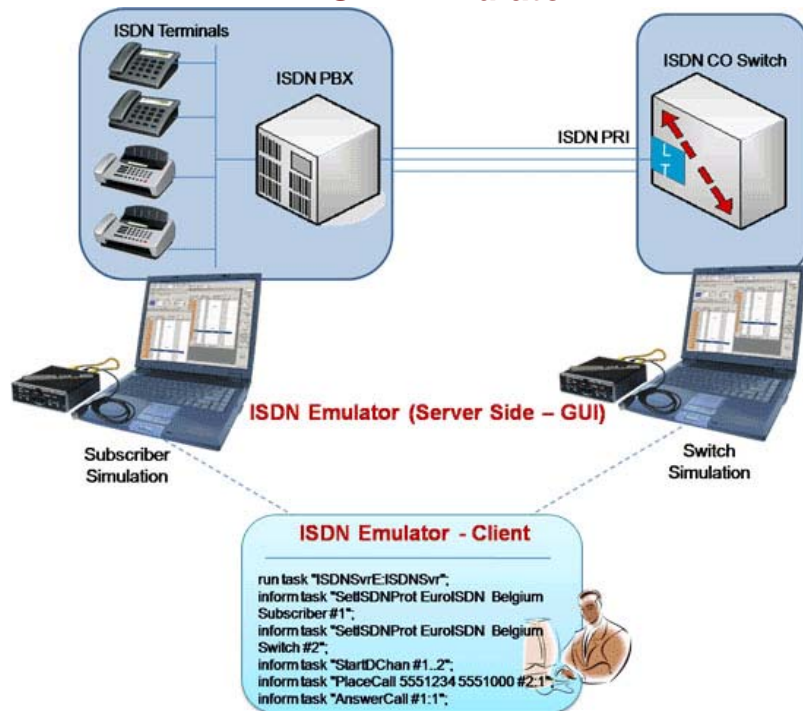 ISDN Terminals
ISDN PBX
ISDN CO Switch
ISDN PRI
L
T
ISDN Emulator (Server Side – GUI)
Subscriber
Simulation
Switch
Simulation
ISDN Emulator - Client
run task "ISDNSvrE:ISDNSvr";
inform task "SetISDNProt EuroISDN Belgium
Subscriber #1";
inform task "SetISDNProt EuroISDN Belgium
Switch #2";
inform task "StartDChan #1..2";
inform task "PlaceCall 5551234 5551000 #2:1";
inform task "AnswerCall #1:1";